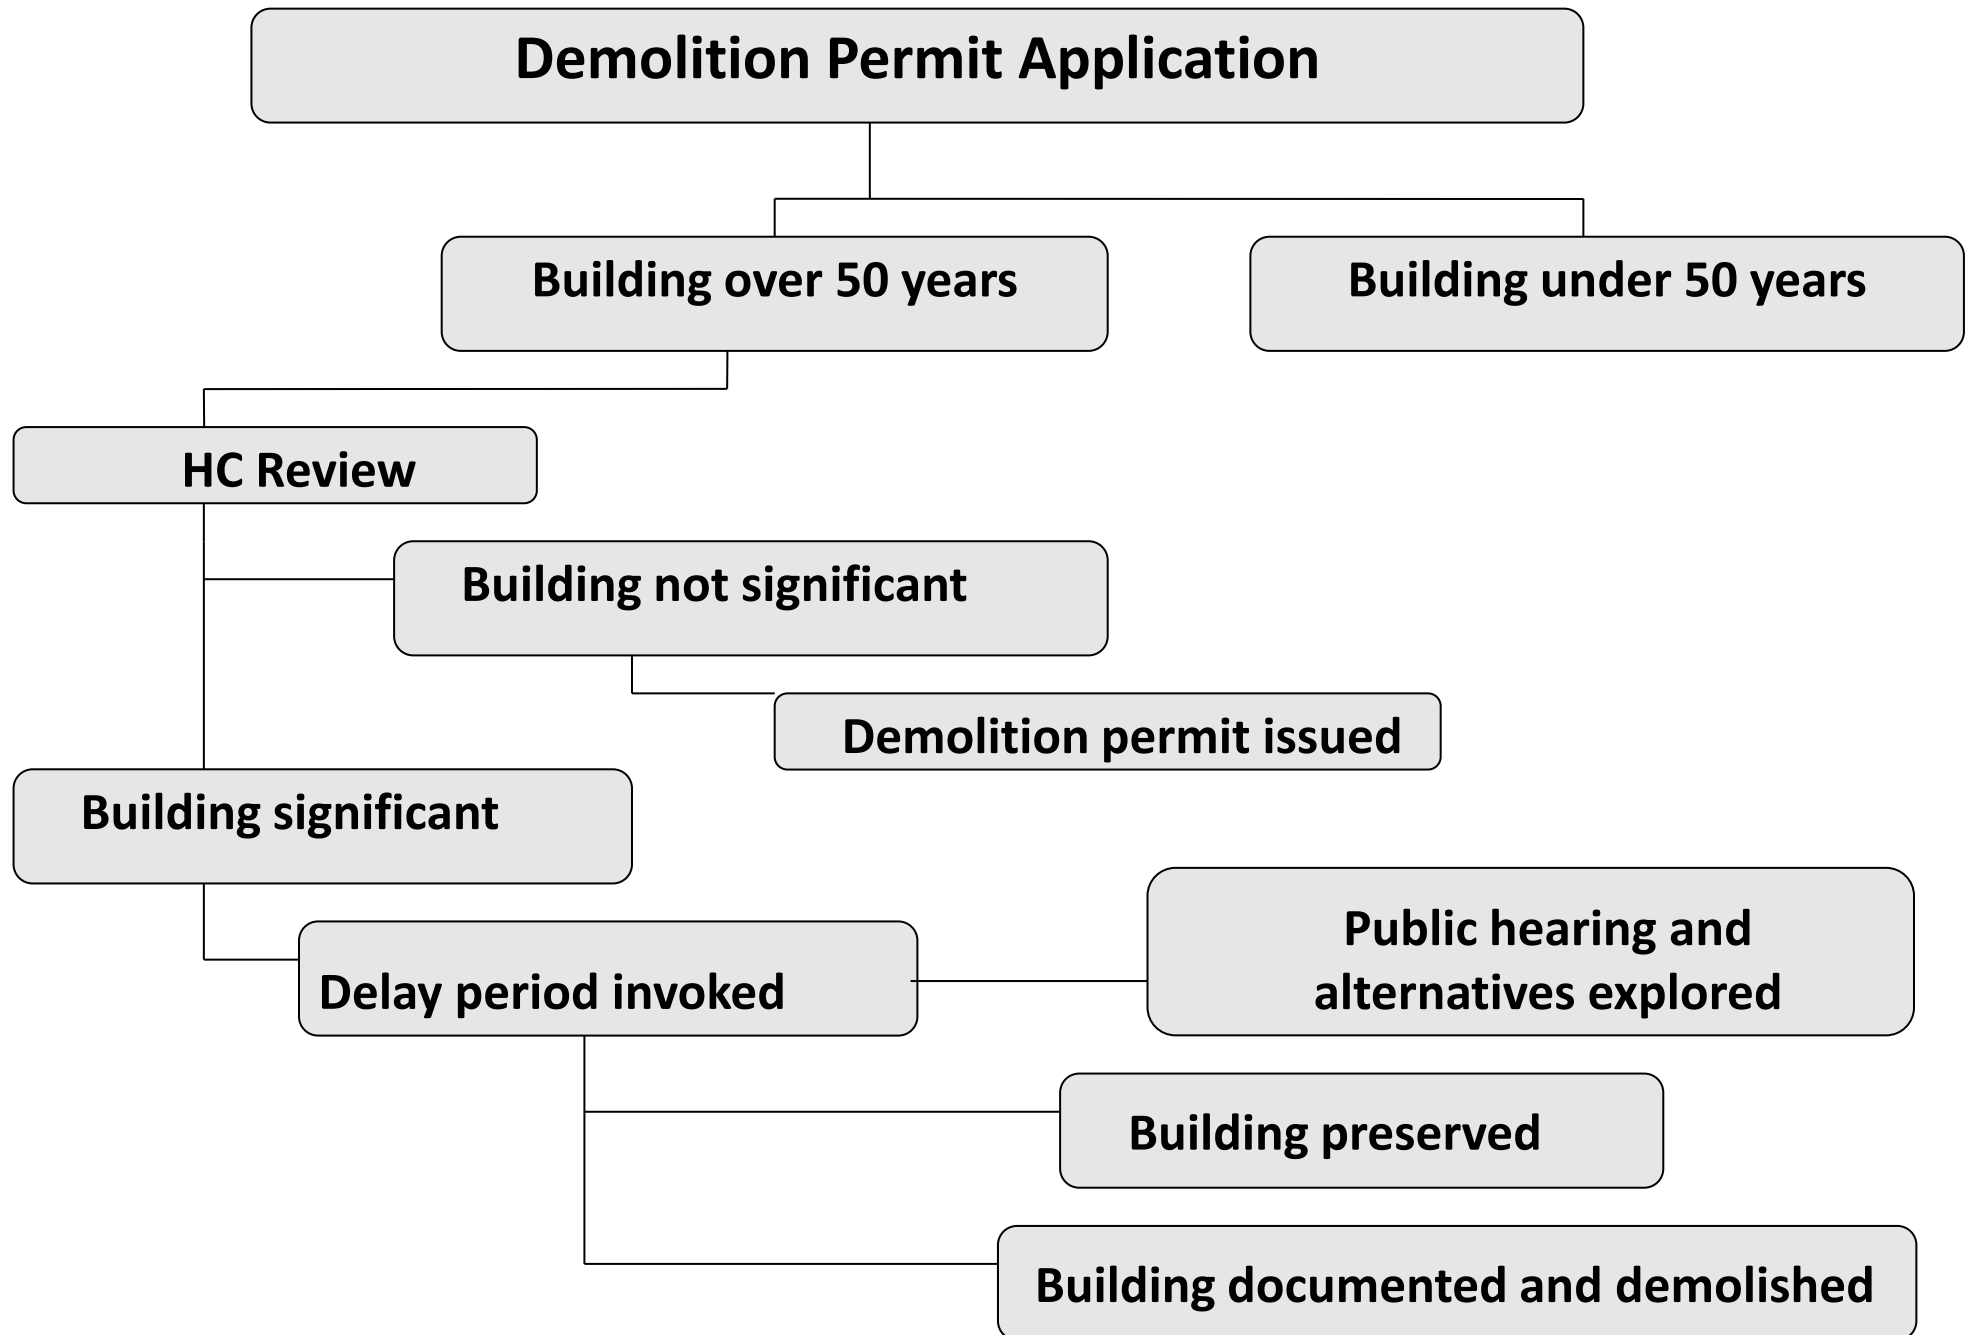 Demolition Permit Application
Building over 50 years
Building under 50 years
HC Review
Building not significant
Demolition permit issued
Building significant
Public hearing and
alternatives explored
Delay period invoked
Building preserved
Building documented and demolished